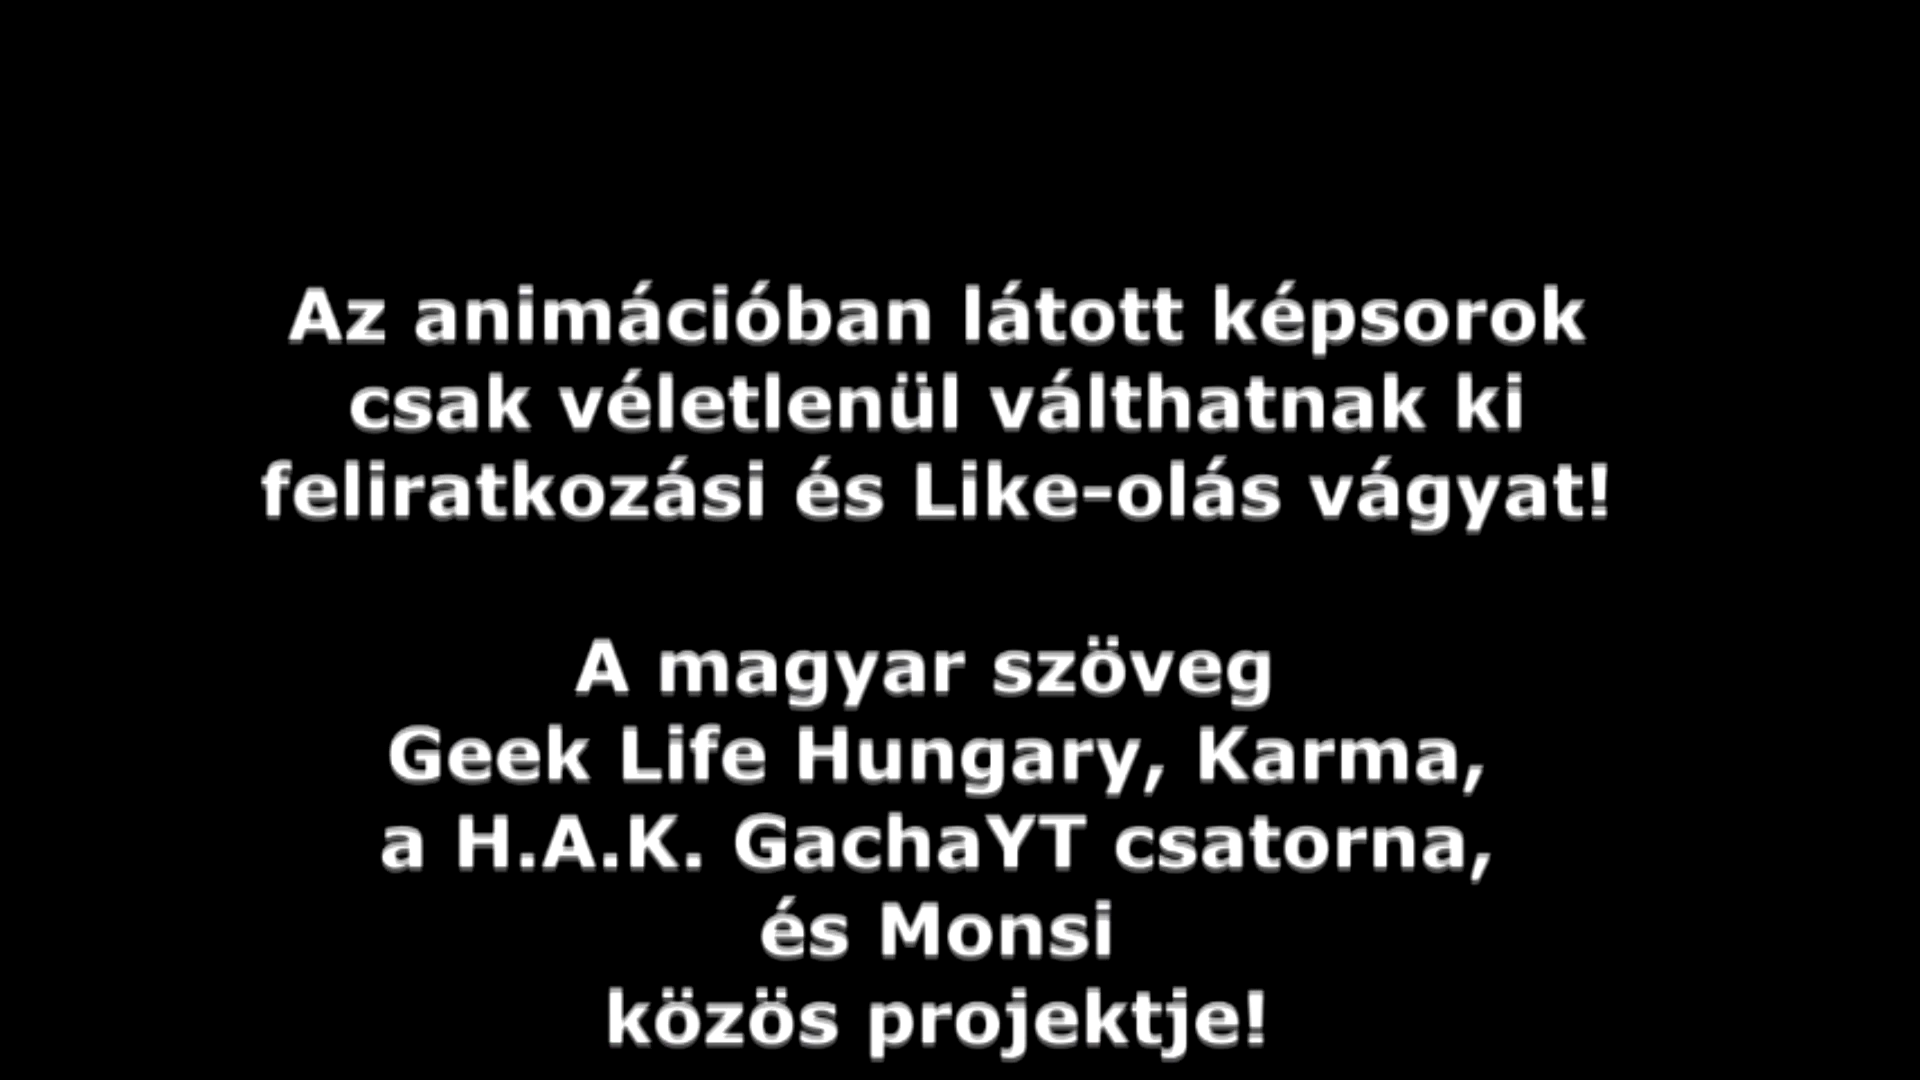 Az animációban látott képsorok
csak véletlenül válthatnak ki
feliratkozási és Like-olás vágyat!
A magyar szöveg
Geek Life Hungary, Karma,
a H.A.K. GachaYT csatorna,
és Monsi
közös projektje!